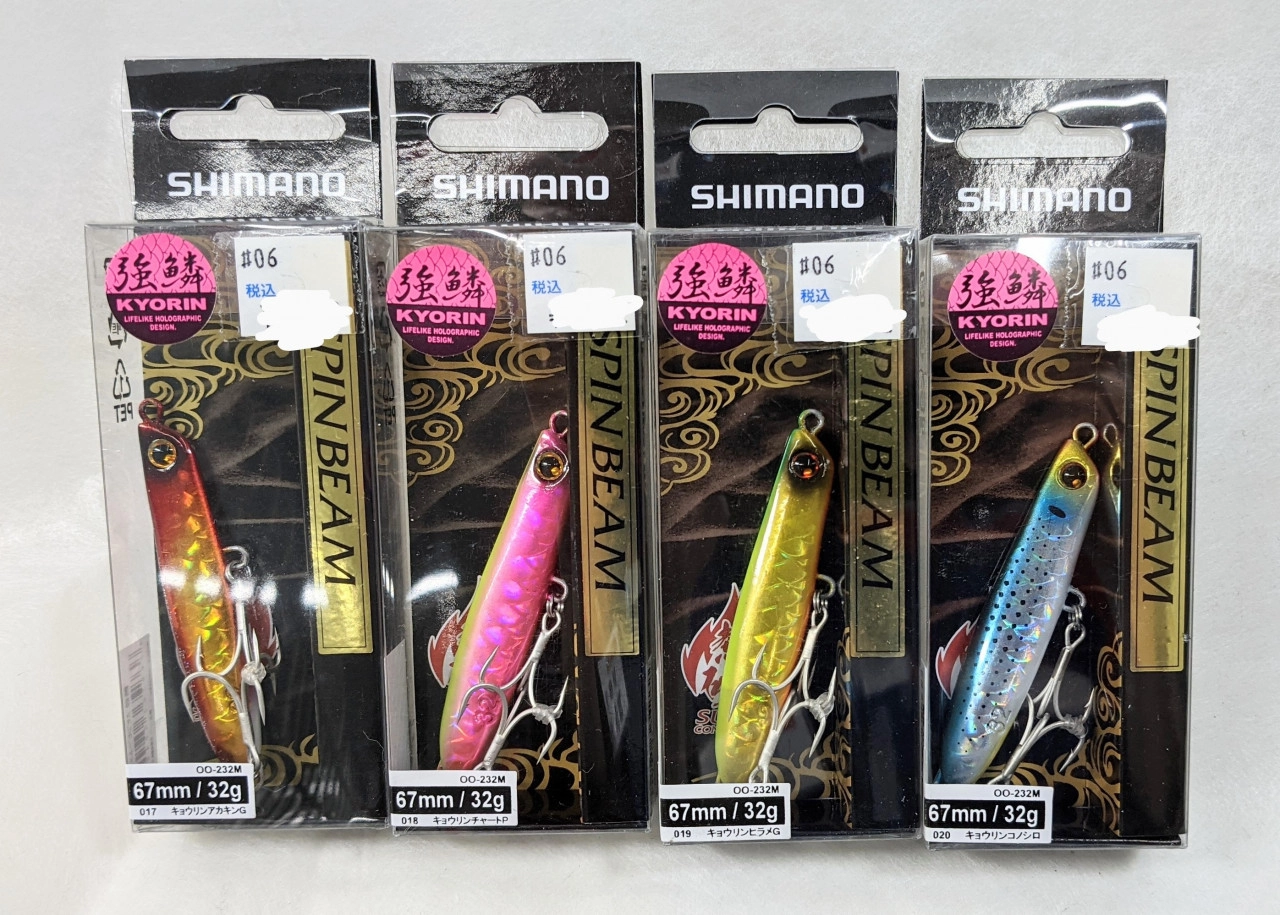 SHIMANO
強鱗
KYORIN
LIFELIKE HOLOGRAPHIC
DESIGN.
#06
税込
SPIN BEAM
PET
OO-232M
67mm / 32g
017 キョウリンアカキンG
SHIMANO
強鱗
KYORIN
LIFELIKE HOLOGRAPHIC
DESIGN.
#06
税込
SPIN BEAM
OO-232M
67mm / 32g
018 キョウリンチャートP
SHIMANO
強鱗
KYORIN
LIFELIKE HOLOGRAPHIC
DESIGN.
#06
税込
SPIN BEAM
32
OO-232M
67mm / 32g
019 キョウリンヒラメG
SHIMANO
強鱗
KYORIN
LIFELIKE HOLOGRAPHIC
DESIGN.
#06
税込
SPIN BEAM
32
OO-232M
67mm / 32g
020 キョウリンコノシロ